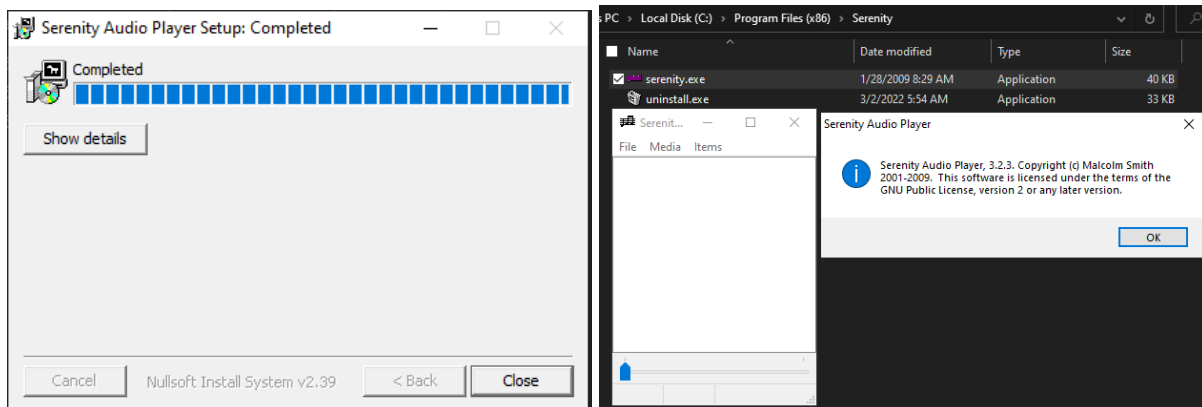 Serenity Audio Player Setup: Completed
Completed
Show details
Cancel
Nullsoft Install System v2.39
< Back
Close
s PC > Local Disk (C:) > Program Files (x86) > Serenity
Name Date modified Type Size
serenity.exe 1/28/2009 8:29 AM Application 40 KB
uninstall.exe 3/2/2022 5:54 AM Application 33 KB
Serenit...
File Media Items
Serenity Audio Player
Serenity Audio Player, 3.2.3. Copyright (c) Malcolm Smith
2001-2009. This software is licensed under the terms of the
GNU Public License, version 2 or any later version.
OK